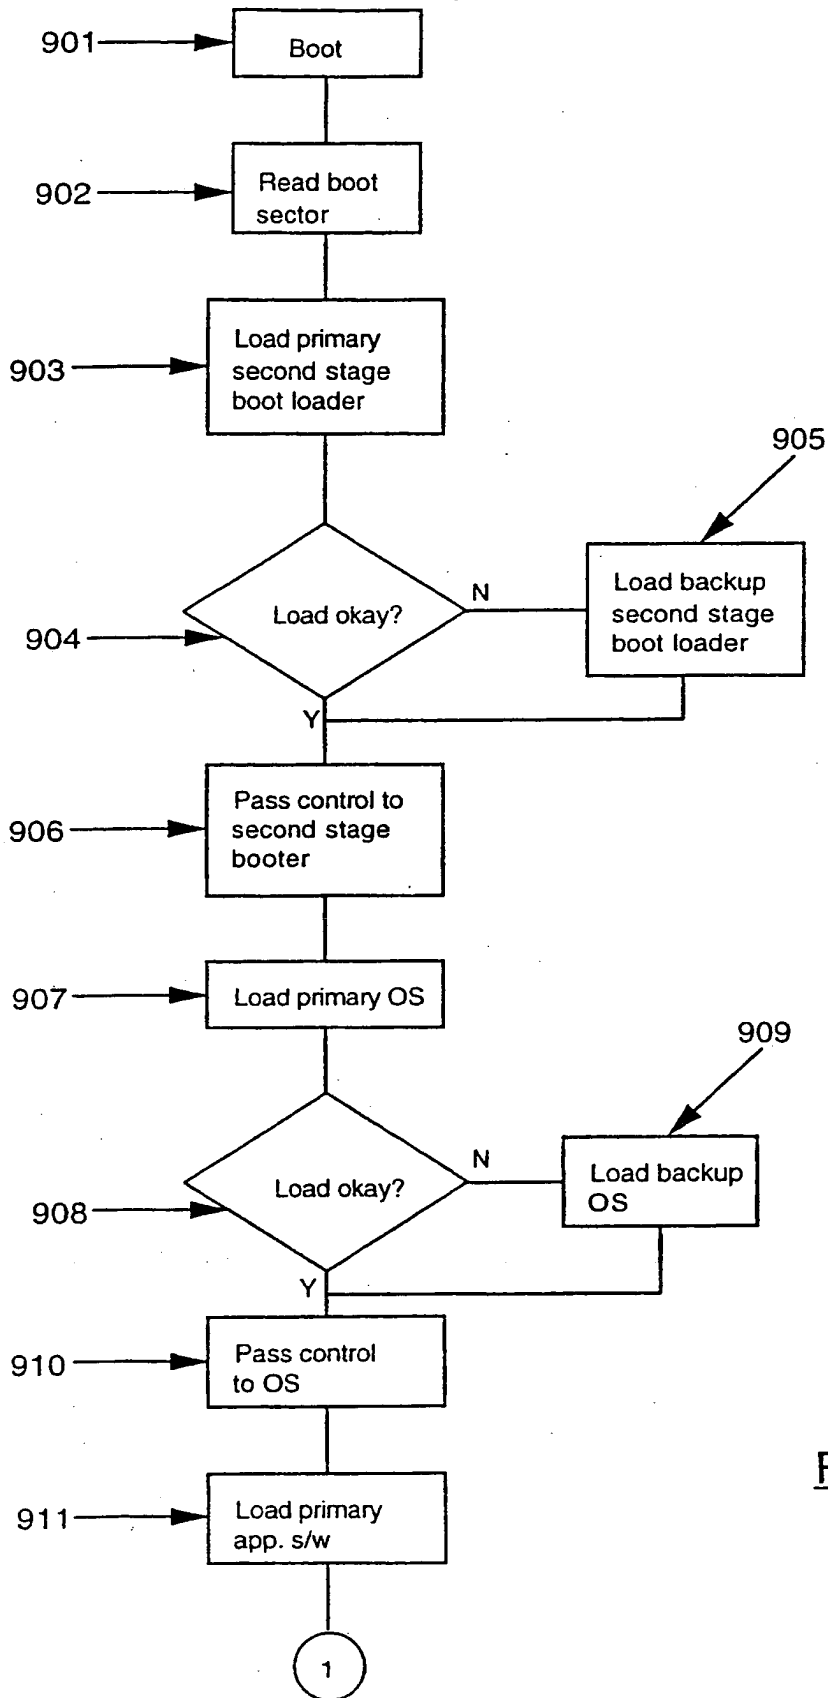 901
Boot
902
Read boot
sector
903
Load primary
second stage
boot loader
905
904
Load okay?
N
Load backup
second stage
boot loader
Y
906
Pass control to
second stage
booter
907
Load primary OS
909
908
Load okay?
N
Load backup
OS
Y
910
Pass control
to OS
911
Load primary
app. s/w
1